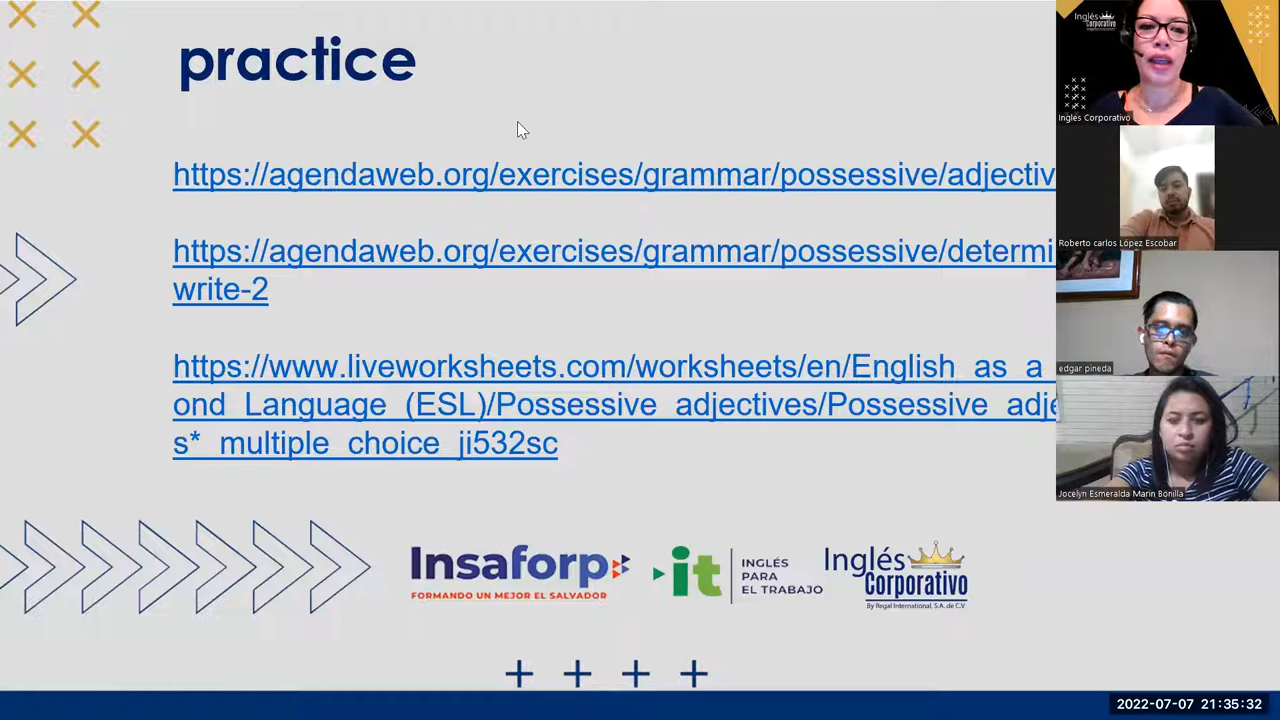 practice
https://agendaweb.org/exercises/grammar/possessive/adjectiv
https://agendaweb.org/exercises/grammar/possessive/determi
write-2
https://www.liveworksheets.com/worksheets/en/English_as_a_
ond_Language_(ESL)/Possessive_adjectives/Possessive_adje
s*_multiple_choice_ji532sc
Insaforp
FORMANDO UN MEJOR EL SALVADOR
it
INGLÉS
PARA
EL TRABAJO
Inglés
Corporativo
By Regal International, S.A. de C.V.
Inglés
Corporativo
Inglés Corporativo
Roberto carlos López Escobar
edgar pineda
Jocelyn Esmeralda Marin Bonilla
2022-07-07 21:35:32